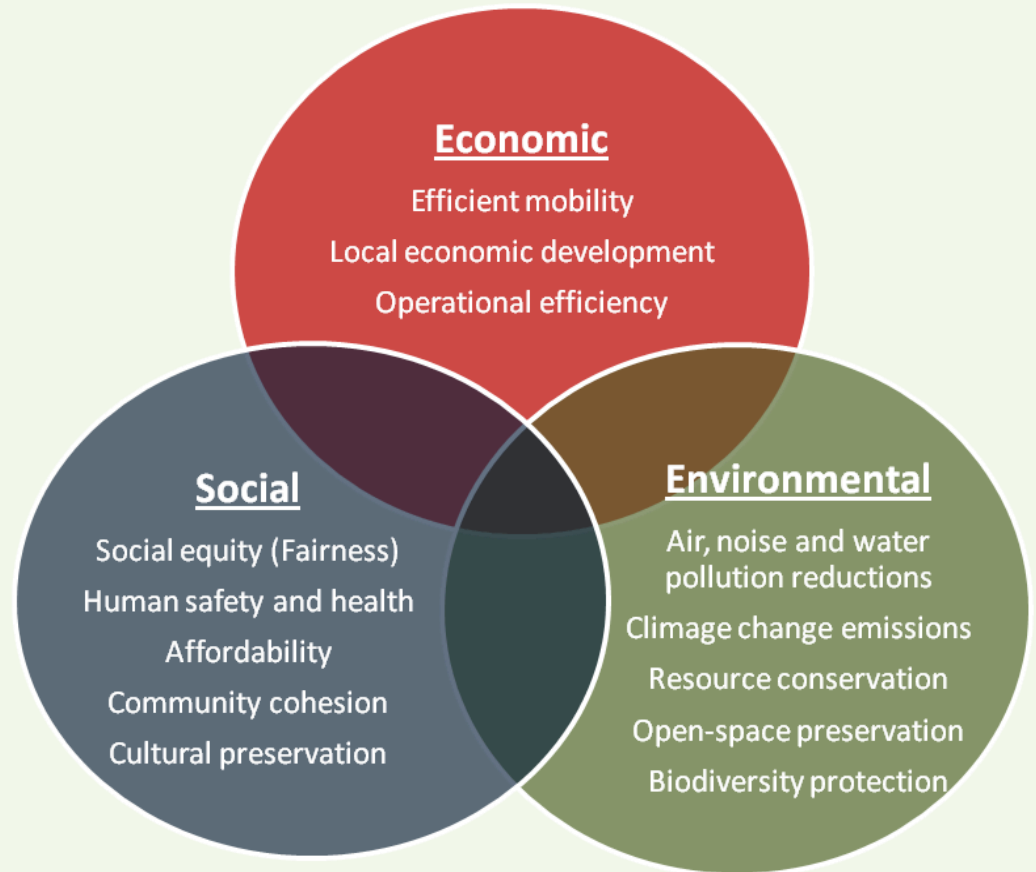 Economic
Efficient mobility
Local economic development
Operational efficiency
Social
Social equity (Fairness)
Human safety and health
Affordability
Community cohesion
Cultural preservation
Environmental
Air, noise and water
pollution reductions
Climage change emissions
Resource conservation
Open-space preservation
Biodiversity protection